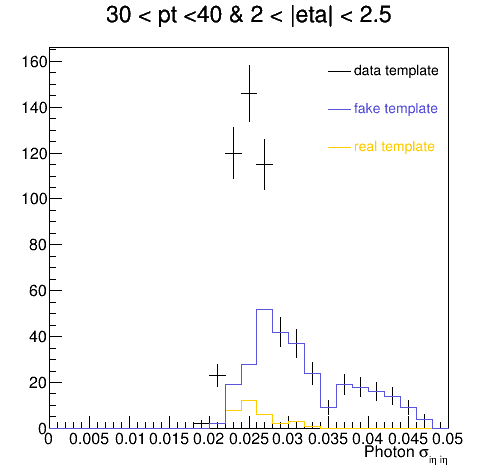 30 < pt <40 & 2 < |eta| < 2.5
160
140
120
100
80
60
40
20
0
data template
fake template
real template
0 0.005 0.01 0.015 0.02 0.025 0.03 0.035 0.04 0.045 0.05
Photon σiη iη